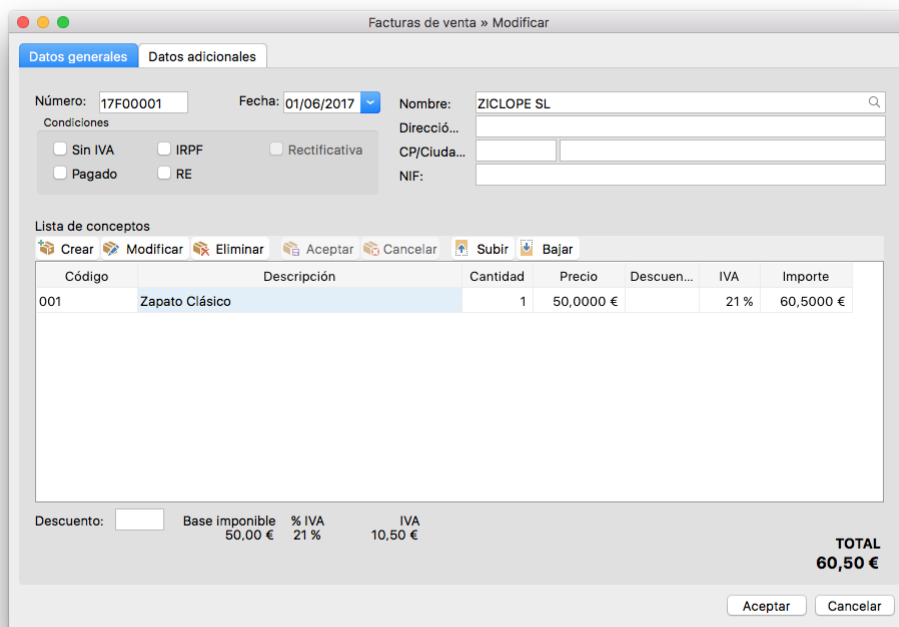 Facturas de venta » Modificar
Datos generales Datos adicionales
Número: 17F00001 Fecha: 01/06/2017 Nombre: ZICLOPE SL
Condiciones
Direcció...
Sin IVA IRPF Rectificativa CP/Ciuda...
Pagado RE NIF:
Lista de conceptos
Crear Modificar Eliminar Aceptar Cancelar Subir Bajar
Código Descripción Cantidad Precio Descuen... IVA Importe
001 Zapato Clásico 1 50,0000 € 21 % 60,5000 €
Descuento: Base imponible % IVA IVA
50,00 € 21 % 10,50 €
TOTAL
60,50 €
Aceptar Cancelar